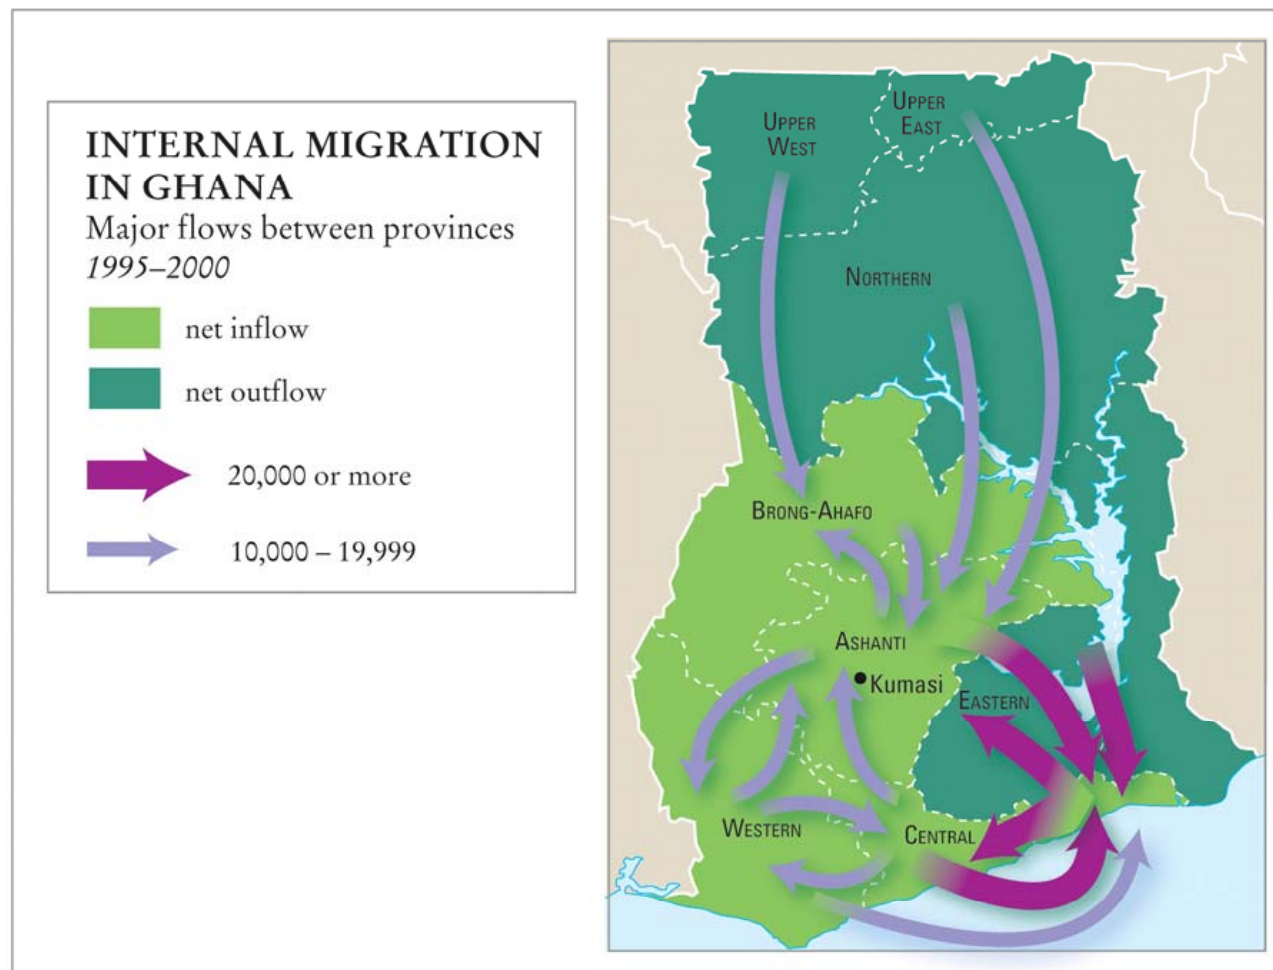 INTERNAL MIGRATION
IN GHANA
Major flows between provinces
1995–2000
net inflow
net outflow
20,000 or more
10,000 – 19,999
UPPER
WEST
UPPER
EAST
NORTHERN
BRONG-AHAFO
ASHANTI
Kumasi
EASTERN
WESTERN
CENTRAL